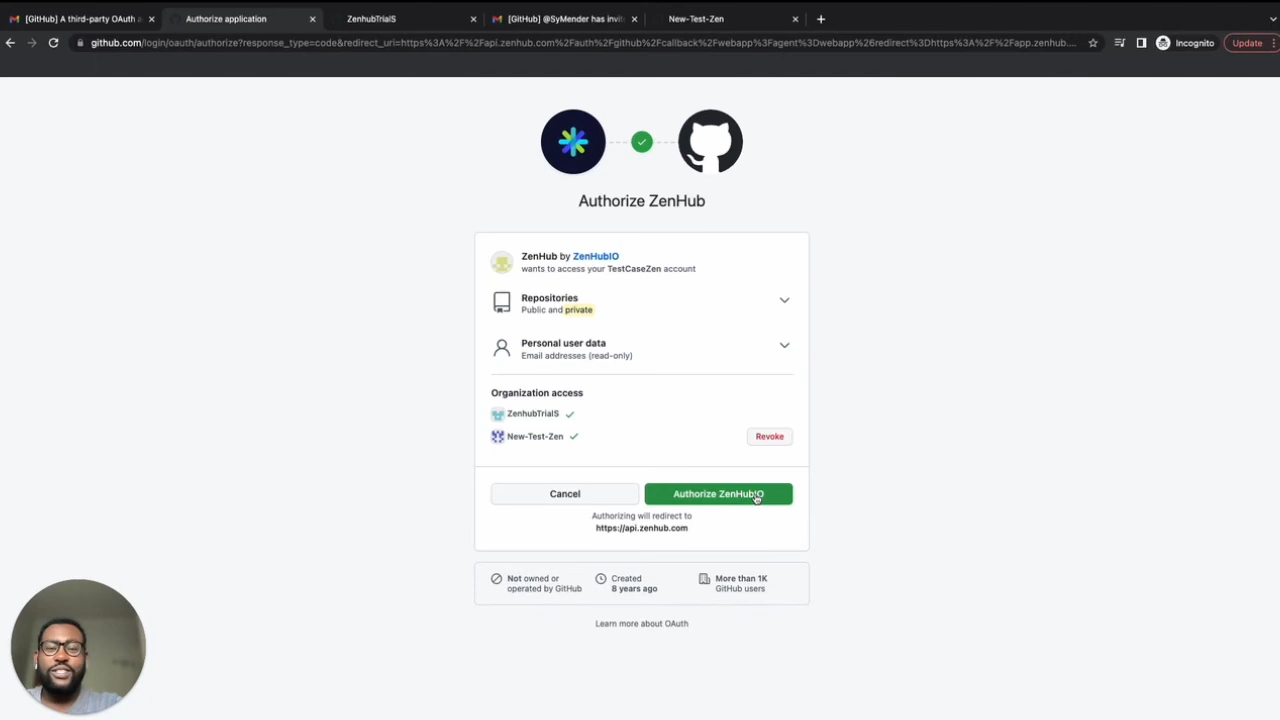 [GitHub] A third-party OAuth a
Authorize application
ZenhubTrialS
[GitHub] @SyMender has invit
New-Test-Zen
github.com/login/oauth/authorize?response_type=code&redirect_uri=https%3A%2F%2Fapi.zenhub.com%2Fauth%2Fgithub%2Fcallback%2Fwebapp%3Fagent%3Dwebapp%26redirect%3Dhttps%3A%2F%2Fapp.zenhub....
Incognito
Update
Authorize ZenHub
ZenHub by ZenHubIO
wants to access your TestCaseZen account
Repositories
Public and private
Personal user data
Email addresses (read-only)
Organization access
ZenhubTrialS
New-Test-Zen
Revoke
Cancel
Authorize ZenHubIO
Authorizing will redirect to
https://api.zenhub.com
Not owned or
operated by GitHub
Created
8 years ago
More than 1K
GitHub users
Learn more about OAuth